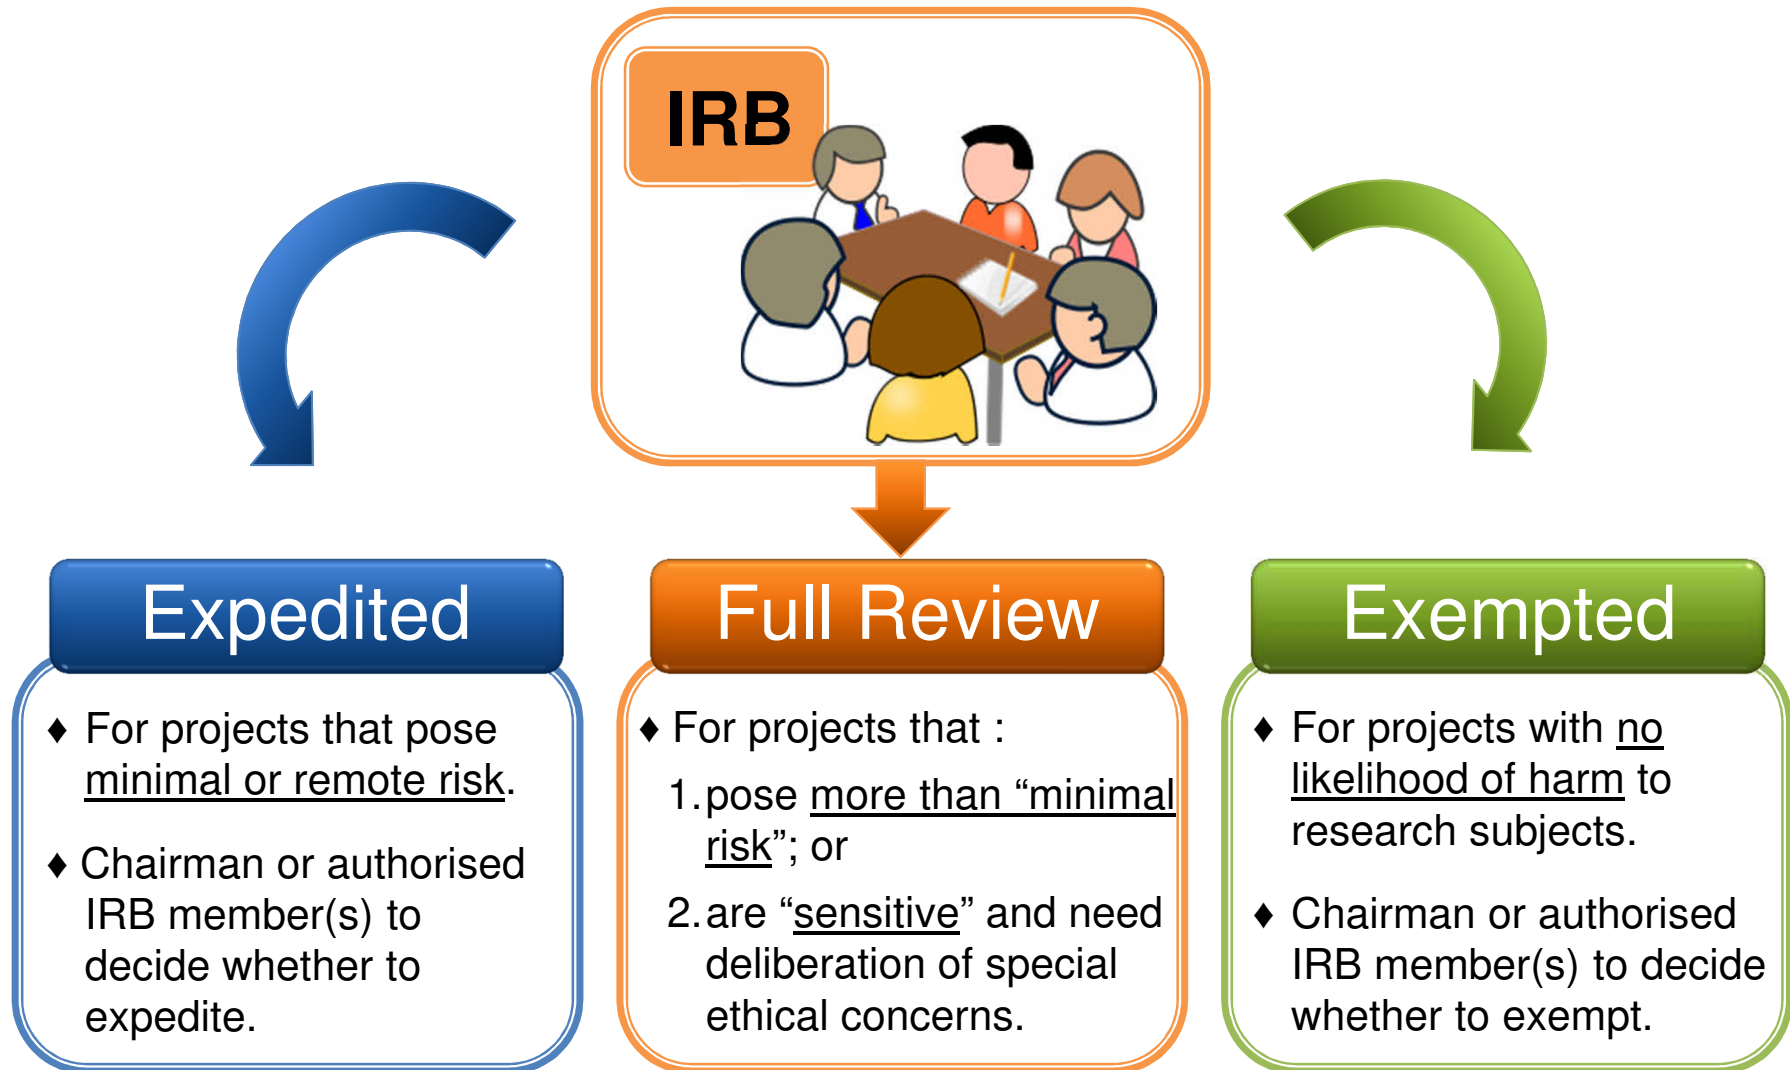 IRB
Expedited
♦ For projects that pose
minimal or remote risk.
♦ Chairman or authorised
IRB member(s) to
decide whether to
expedite.
Full Review
♦ For projects that :
1. pose more than “minimal
risk”; or
2. are “sensitive” and need
deliberation of special
ethical concerns.
Exempted
♦ For projects with no
likelihood of harm to
research subjects.
♦ Chairman or authorised
IRB member(s) to decide
whether to exempt.